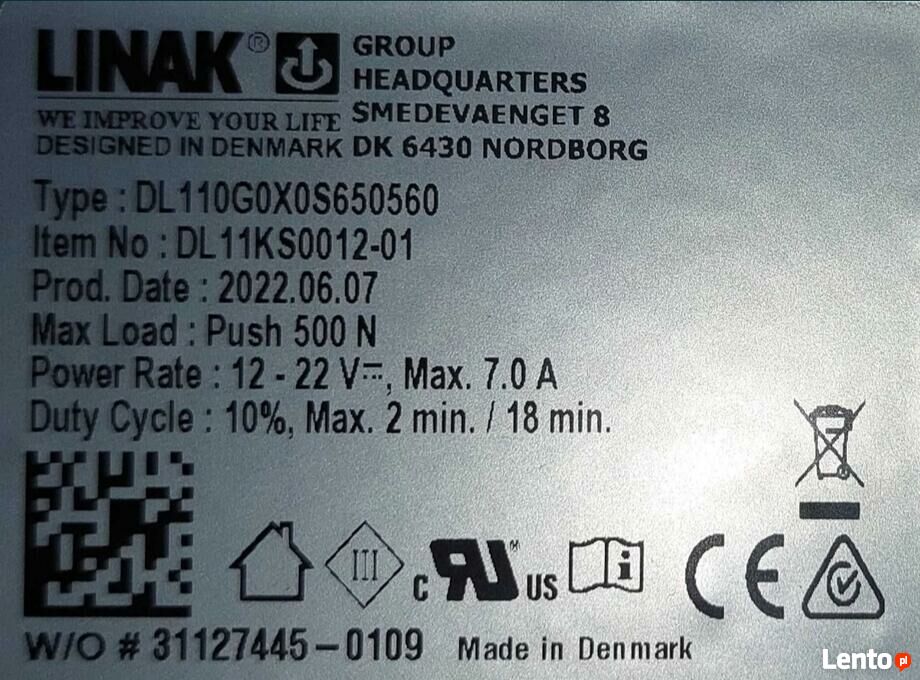 LINAK®
GROUP
HEADQUARTERS
SMEDEVAENGET 8
DK 6430 NORDBORG
WE IMPROVE YOUR LIFE
DESIGNED IN DENMARK
Type : DL110G0X0S650560
Item No : DL11KS0012-01
Prod. Date : 2022.06.07
Max Load : Push 500 N
Power Rate : 12 - 22 V⎓, Max. 7.0 A
Duty Cycle : 10%, Max. 2 min. / 18 min.
III
c RU™ US
i
CE
W/O # 31127445-0109 Made in Denmark
Lento pl